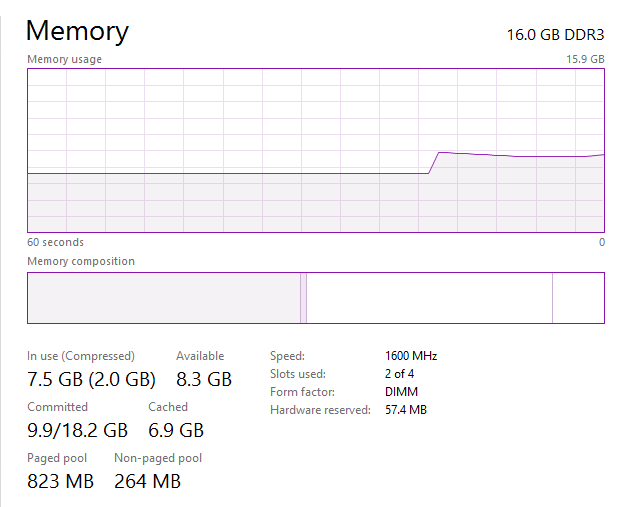 Memory 16.0 GB DDR3
Memory usage 15.9 GB
60 seconds 0
Memory composition
In use (Compressed) Available Speed: 1600 MHz
7.5 GB (2.0 GB) 8.3 GB Slots used: 2 of 4
Form factor: DIMM
Committed Cached Hardware reserved: 57.4 MB
9.9/18.2 GB 6.9 GB
Paged pool Non-paged pool
823 MB 264 MB